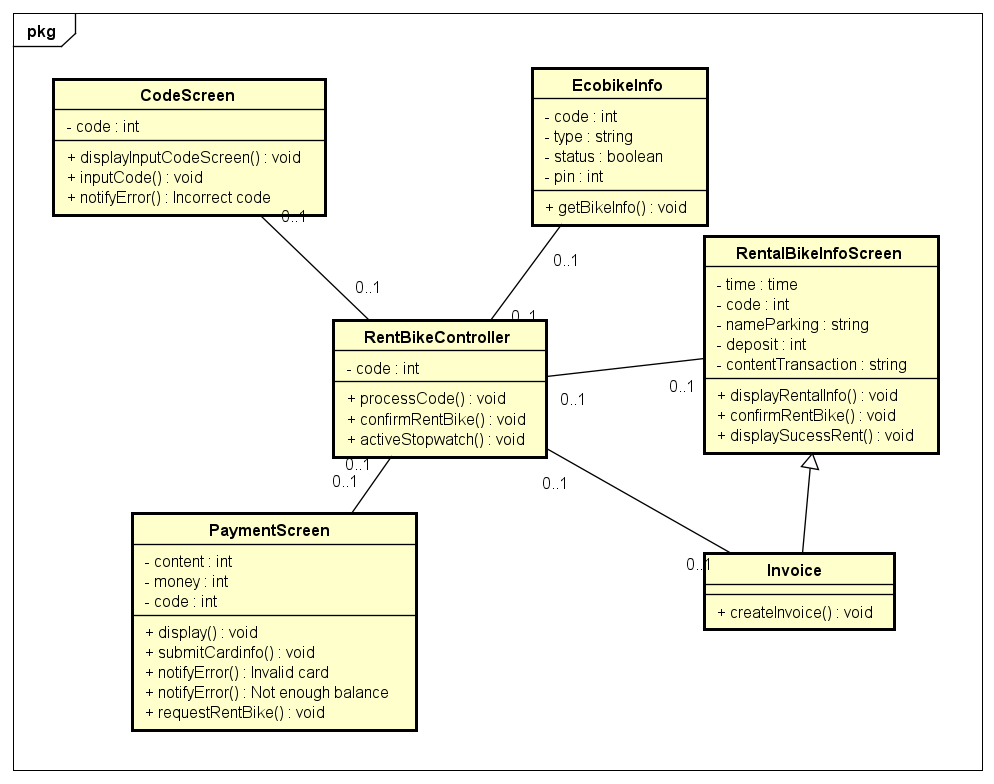 pkg
CodeScreen
- code : int
+ displayInputCodeScreen() : void
+ inputCode() : void
+ notifyError() : Incorrect code
0..1
0..1
EcobikeInfo
- code : int
- type : string
- status : boolean
- pin : int
+ getBikeInfo() : void
0..1
0..1
RentalBikeInfoScreen
- time : time
- code : int
- nameParking : string
- deposit : int
- contentTransaction : string
+ displayRentalInfo() : void
+ confirmRentBike() : void
+ displaySucessRent() : void
RentBikeController
- code : int
+ processCode() : void
+ confirmRentBike() : void
+ activeStopwatch() : void
0..1
0..1
0..1
0..1
0..1
0..1
PaymentScreen
- content : int
- money : int
- code : int
+ display() : void
+ submitCardinfo() : void
+ notifyError() : Invalid card
+ notifyError() : Not enough balance
+ requestRentBike() : void
Invoice
+ createInvoice() : void